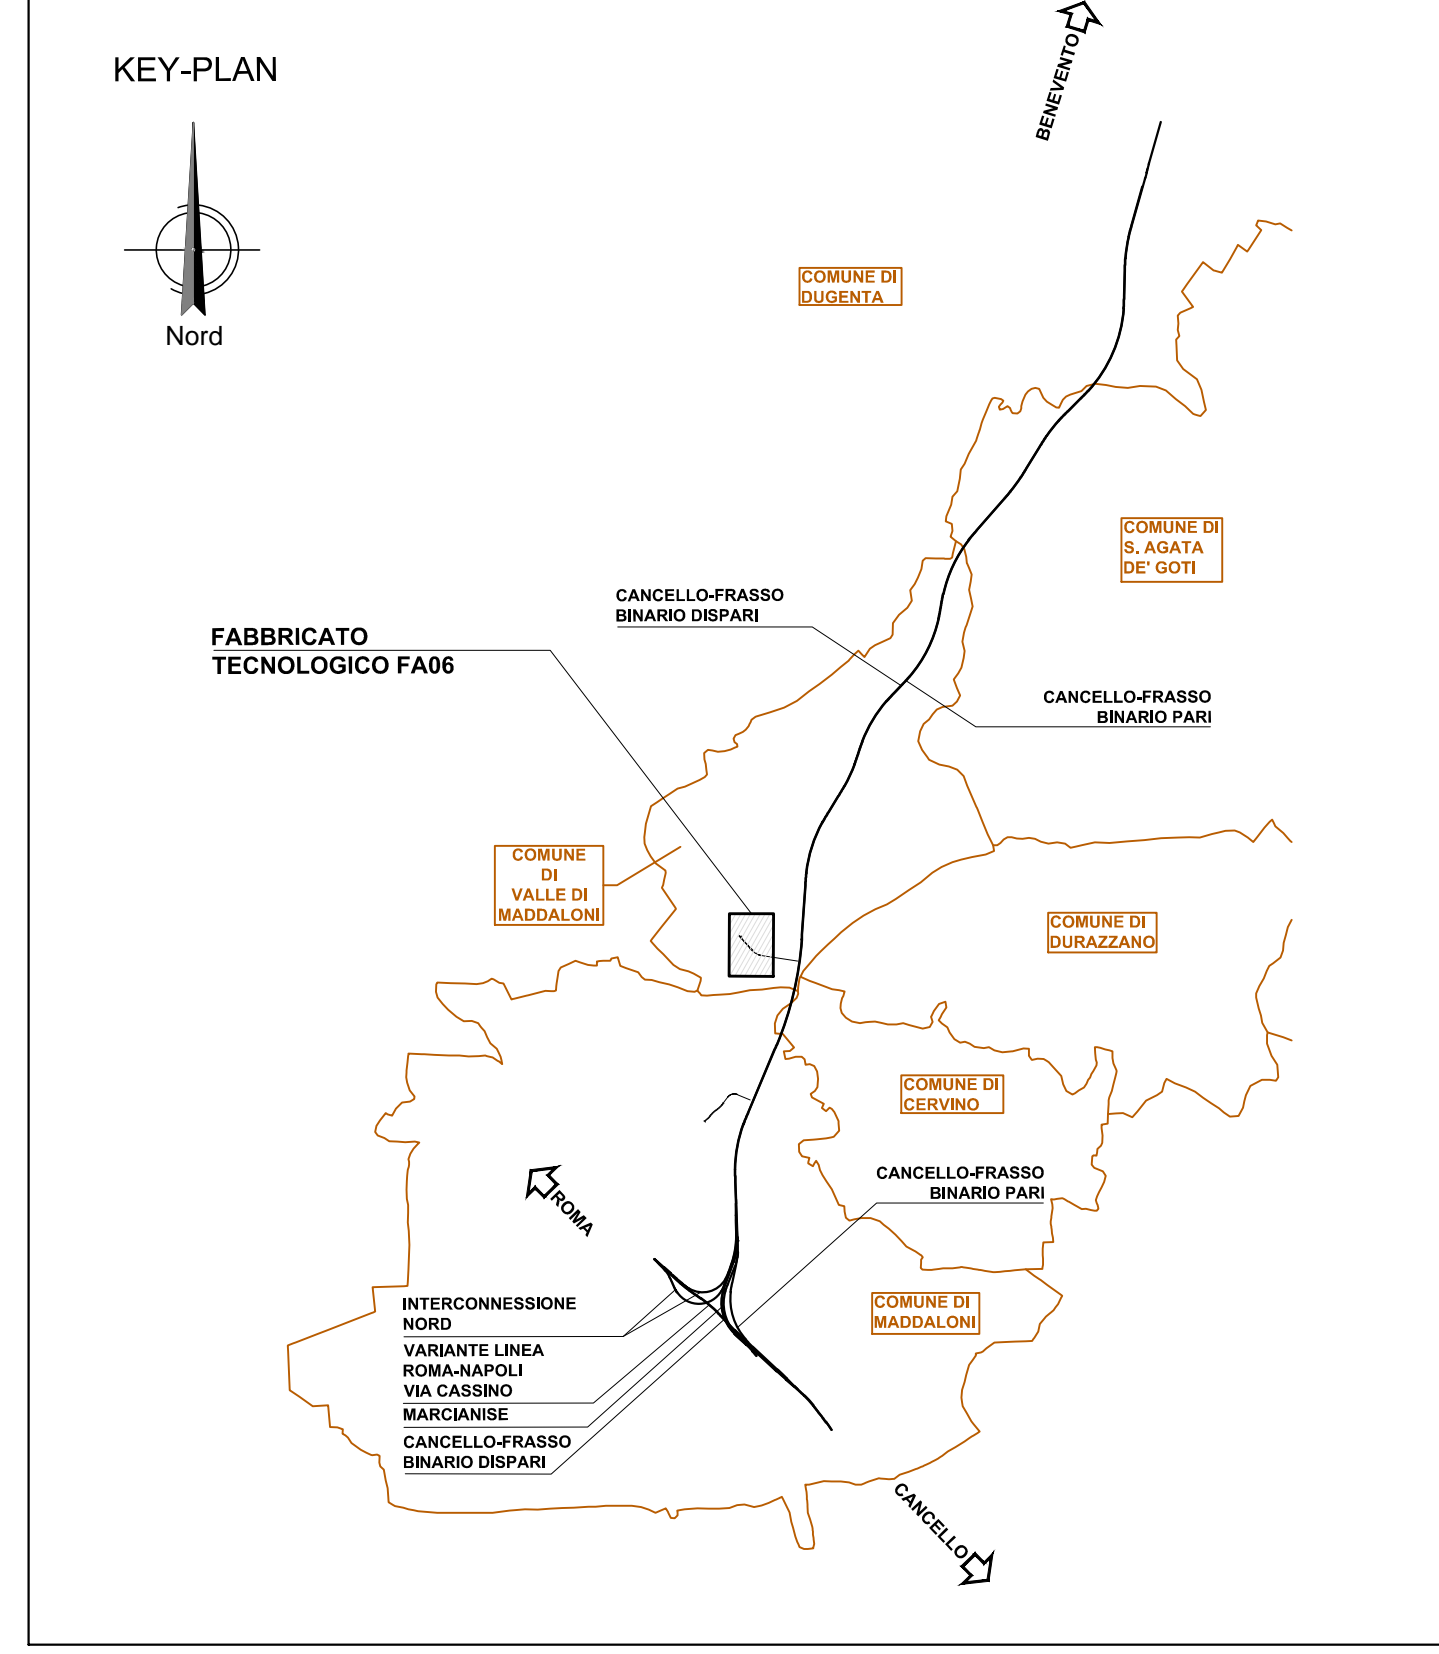 BENEVENTO
KEY-PLAN
Nord
COMUNE DI
DUGENTA
COMUNE DI
S. AGATA
DE' GOTI
CANCELLO-FRASSO
BINARIO DISPARI
FABBRICATO
TECNOLOGICO FA06
CANCELLO-FRASSO
BINARIO PARI
COMUNE
DI
VALLE DI
MADDALONI
COMUNE DI
DURAZZANO
COMUNE DI
CERVINO
CANCELLO-FRASSO
BINARIO PARI
ROMA
INTERCONNESSIONE
NORD
COMUNE DI
MADDALONI
VARIANTE LINEA
ROMA-NAPOLI
VIA CASSINO
MARCIANISE
CANCELLO-FRASSO
BINARIO DISPARI
CANCELLO